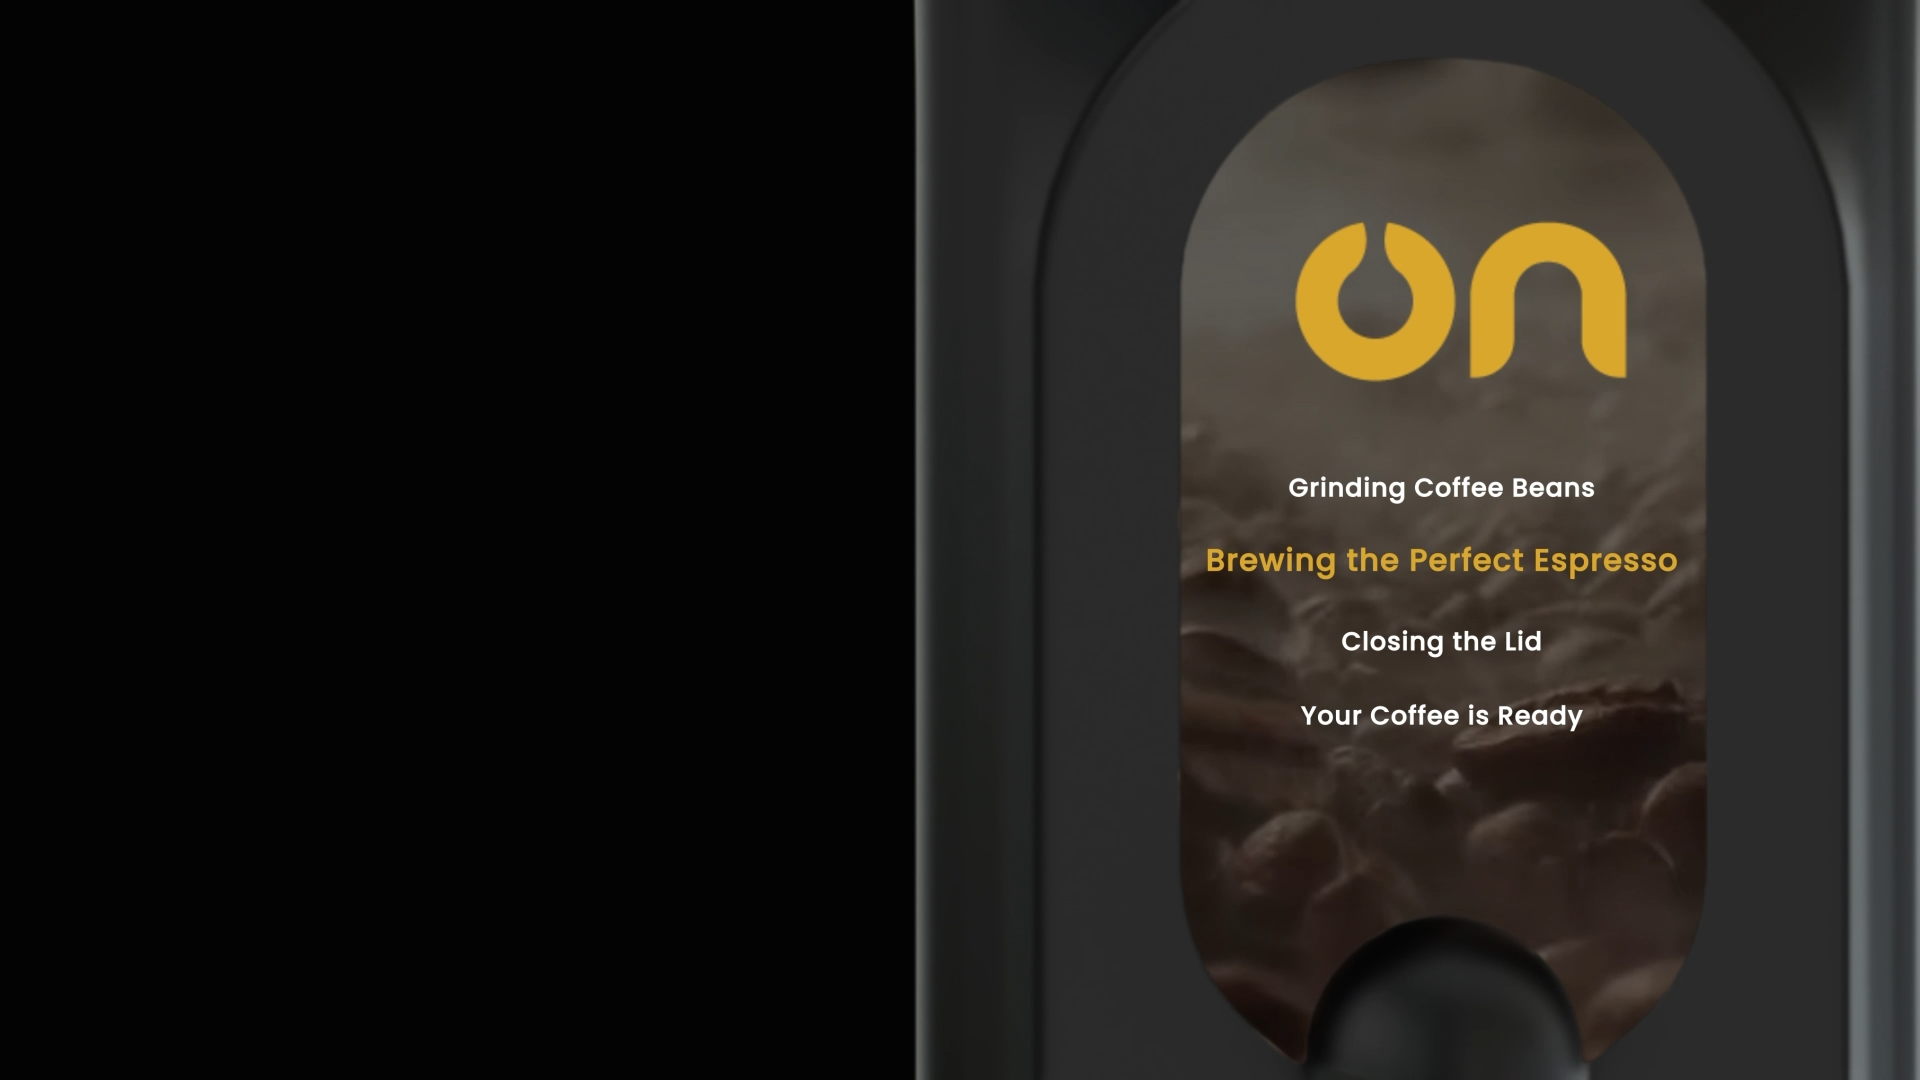 on
Grinding Coffee Beans
Brewing the Perfect Espresso
Closing the Lid
Your Coffee is Ready